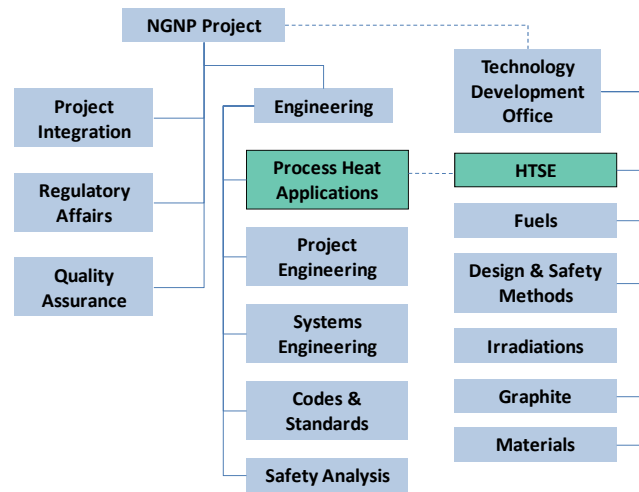 NGNP Project
Technology
Development
Office
Project
Integration
Engineering
Process Heat
Applications
HTSE
Regulatory
Affairs
Fuels
Project
Engineering
Quality
Assurance
Design & Safety
Methods
Systems
Engineering
Irradiations
Codes &
Standards
Graphite
Materials
Safety Analysis